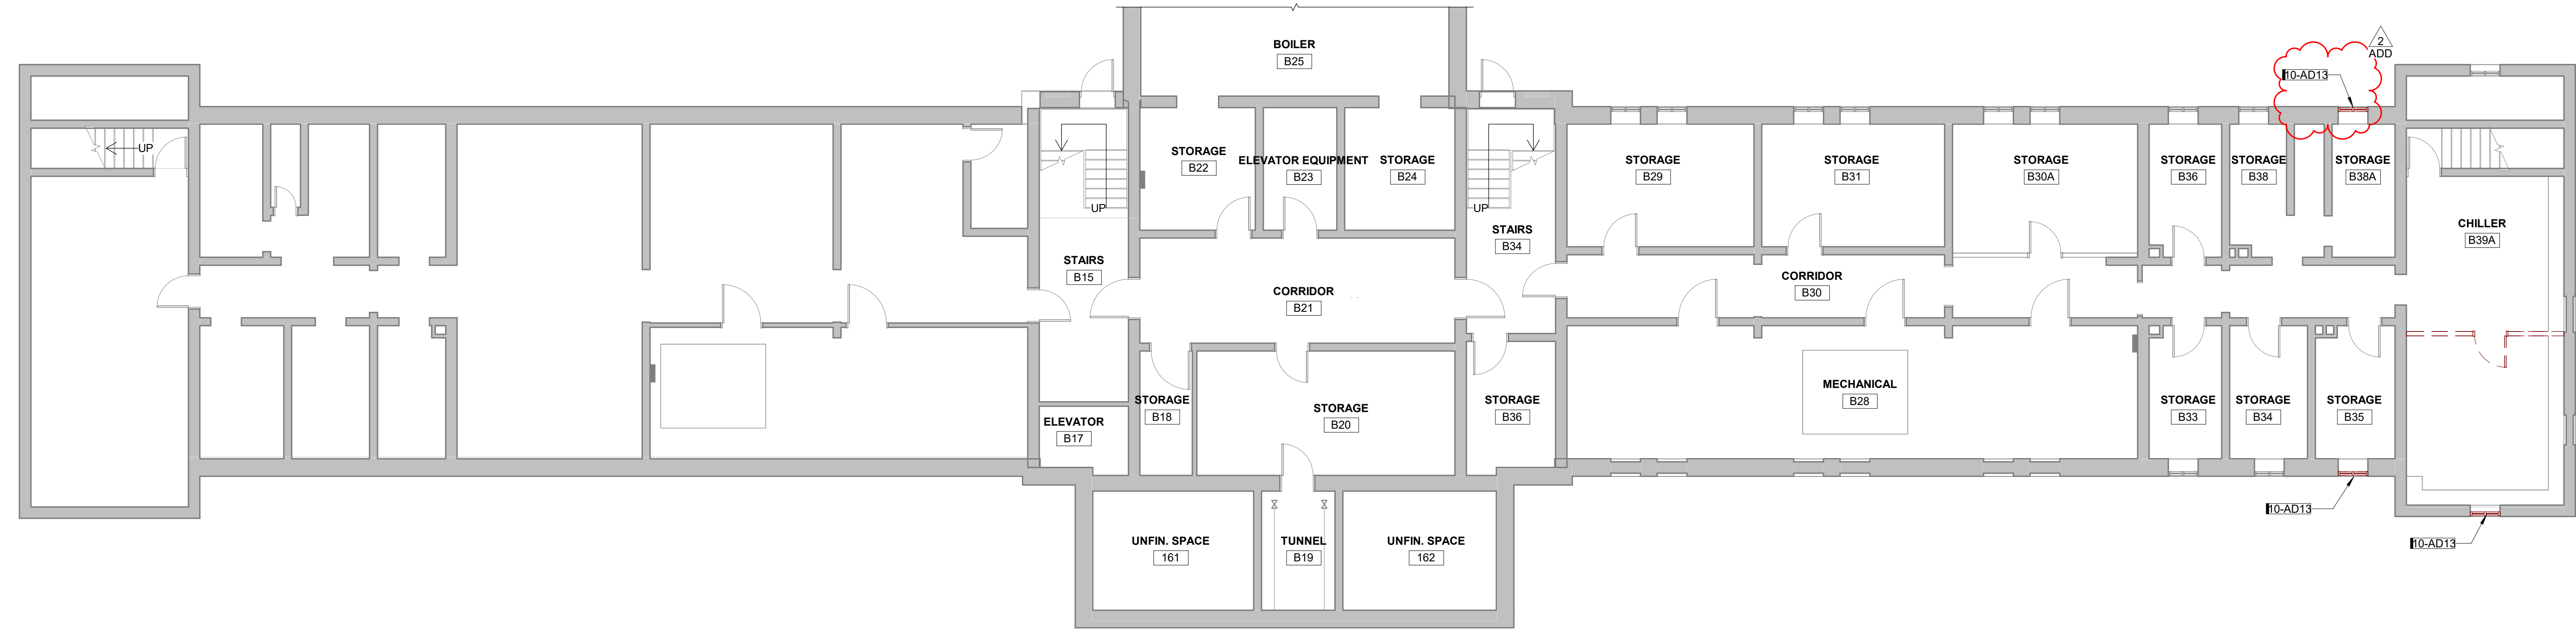 BOILER
B25
2
ADD
10-AD13
UP
STORAGE
B22
ELEVATOR EQUIPMENT
B23
STORAGE
B24
STORAGE
B29
STORAGE
B31
STORAGE
B30A
STORAGE
B36
STORAGE
B38
STORAGE
B38A
UP
UP
STAIRS
B34
CHILLER
B39A
STAIRS
B15
CORRIDOR
B21
CORRIDOR
B30
ELEVATOR
B17
STORAGE
B18
STORAGE
B20
STORAGE
B36
MECHANICAL
B28
STORAGE
B33
STORAGE
B34
STORAGE
B35
10-AD13
10-AD13
UNFIN. SPACE
161
TUNNEL
B19
UNFIN. SPACE
162